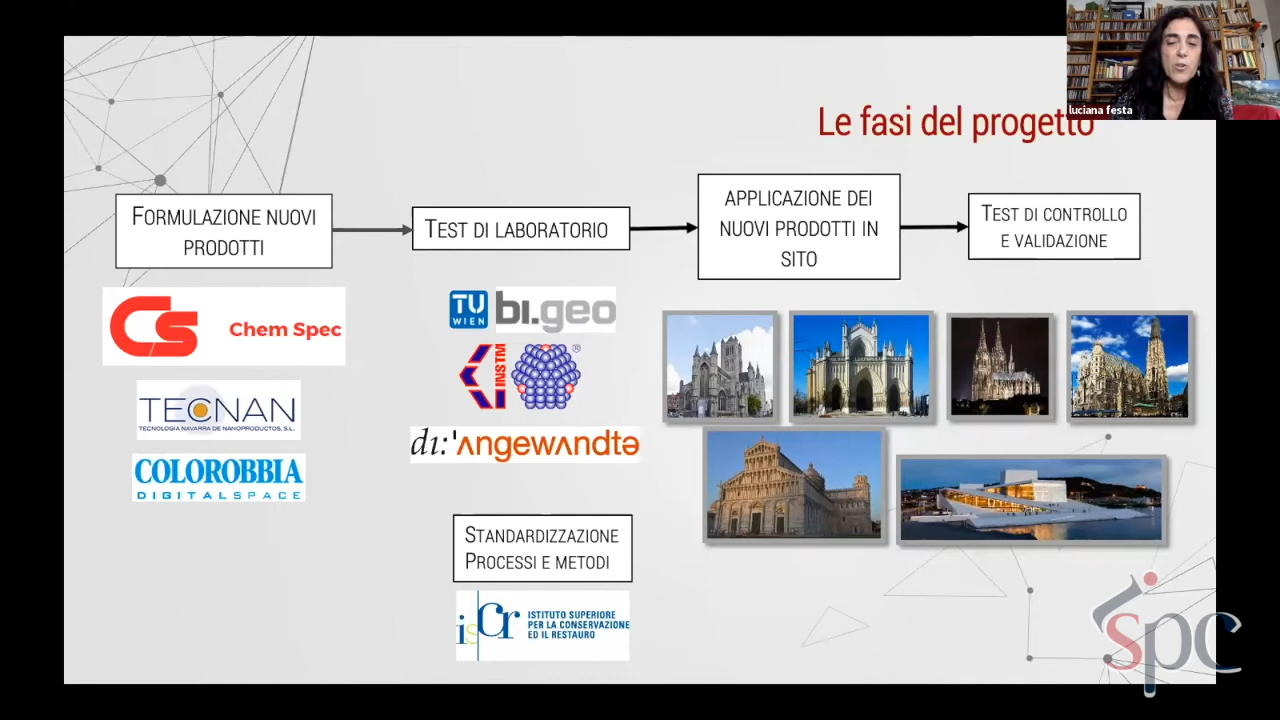 luciana festa
Le fasi del progetto
FORMULAZIONE NUOVI
PRODOTTI
TEST DI LABORATORIO
APPLICAZIONE DEI
NUOVI PRODOTTI IN
SITO
TEST DI CONTROLLO
E VALIDAZIONE
Cs Chem Spec
TECNAN
TECNOLOGIA NAVARRA DE NANOPRODUCTOS, S.L.
COLOROBBIA
DIGITALSPACE
TU
WIEN
bi.geo
INSTM
®
di:'ʌngewʌndtə
STANDARDIZZAZIONE
PROCESSI E METODI
isCr
ISTITUTO SUPERIORE
PER LA CONSERVAZIONE
ED IL RESTAURO
ispc